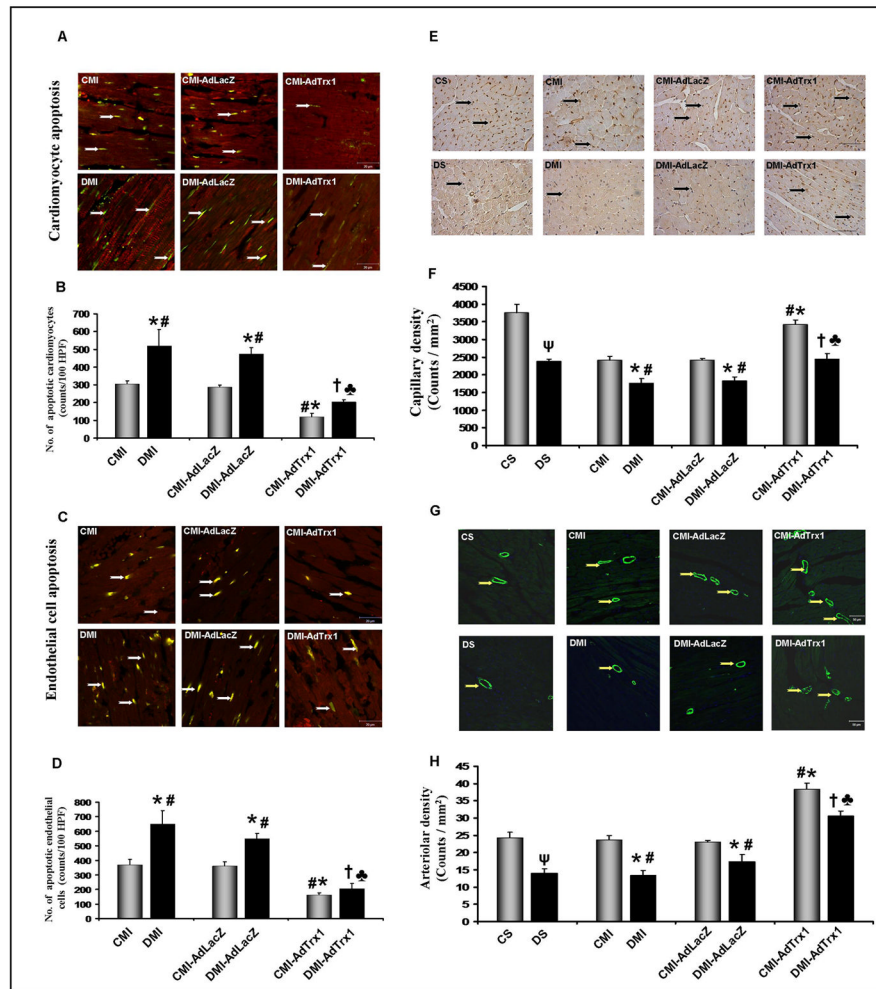 A
CMI
CMI-AdLacZ
CMI-AdTrx1
DMI
DMI-AdLacZ
DMI-AdTrx1
Cardiomyocyte apoptosis
B
No. of apoptotic cardiomyocytes
(counts/100 HPF)
700
600
500
400
300
200
100
0
*#
*#
#*
†♣
CMI
DMI
CMI-AdLacZ
DMI-AdLacZ
CMI-AdTrx1
DMI-AdTrx1
C
CMI
CMI-AdLacZ
CMI-AdTrx1
DMI
DMI-AdLacZ
DMI-AdTrx1
Endothelial cell apoptosis
D
No. of apoptotic endothelial
cells (counts/100 HPF)
800
700
600
500
400
300
200
100
0
*#
*#
#*
†♣
CMI
DMI
CMI-AdLacZ
DMI-AdLacZ
CMI-AdTrx1
DMI-AdTrx1
E
CS
CMI
CMI-AdLacZ
CMI-AdTrx1
DS
DMI
DMI-AdLacZ
DMI-AdTrx1
F
Capillary density
(Counts / mm²)
4500
4000
3500
3000
2500
2000
1500
1000
500
0
Ψ
* #
* #
#*
† ♣
CS
DS
CMI
DMI
CMI-AdLacZ
DMI-AdLacZ
CMI-AdTrx1
DMI-AdTrx1
G
CS
CMI
CMI-AdLacZ
CMI-AdTrx1
DS
DMI
DMI-AdLacZ
DMI-AdTrx1
H
Arteriolar density
(Counts / mm²)
45
40
35
30
25
20
15
10
5
0
Ψ
* #
* #
#*
†♣
CS
DS
CMI
DMI
CMI-AdLacZ
DMI-AdLacZ
CMI-AdTrx1
DMI-AdTrx1